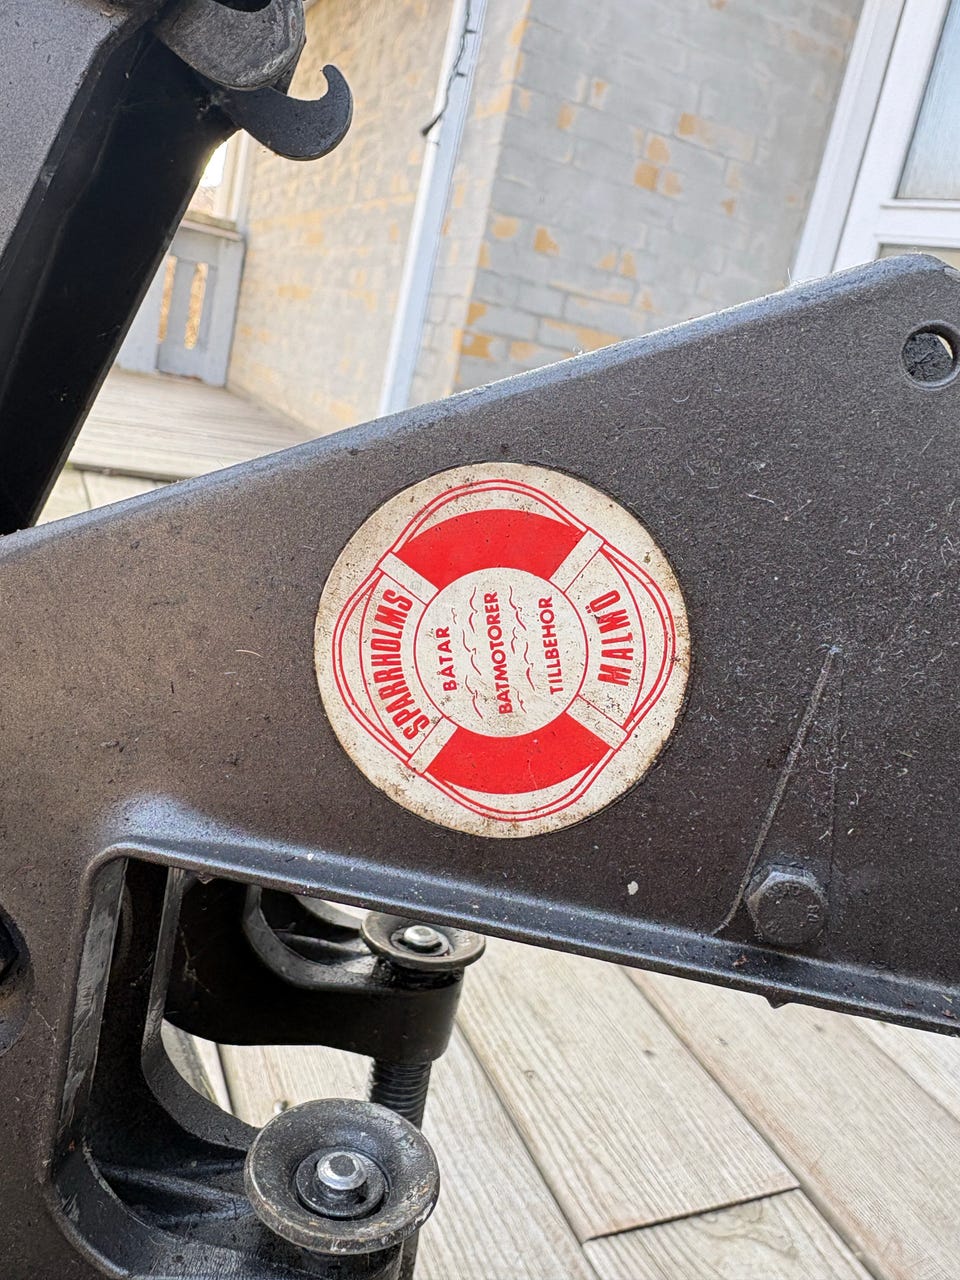 SPARRHOLMS
BÅTAR
BÅTMOTORER
TILLBEHÖR
MALMÖ